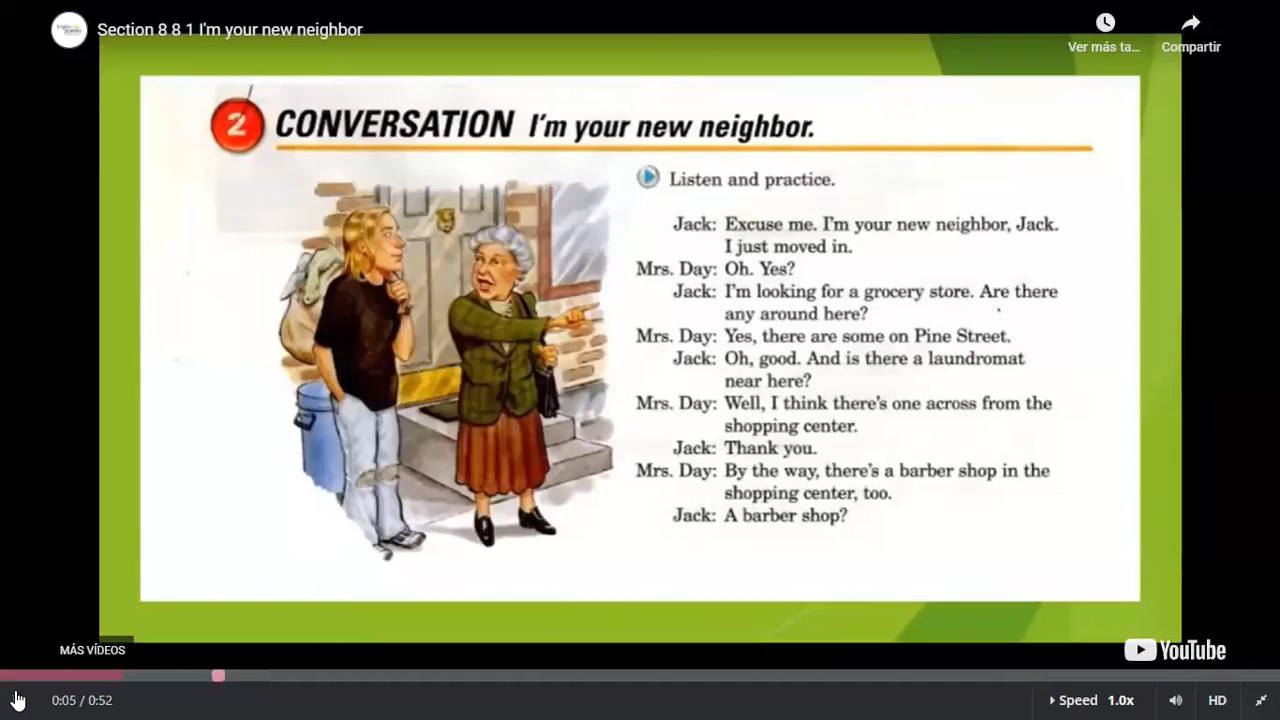 Section 8 8 1 I'm your new neighbor
Ver más ta...
Compartir
2 CONVERSATION I'm your new neighbor.
Listen and practice.
Jack: Excuse me. I'm your new neighbor, Jack.
I just moved in.
Mrs. Day: Oh. Yes?
Jack: I'm looking for a grocery store. Are there
any around here?
Mrs. Day: Yes, there are some on Pine Street.
Jack: Oh, good. And is there a laundromat
near here?
Mrs. Day: Well, I think there's one across from the
shopping center.
Jack: Thank you.
Mrs. Day: By the way, there's a barber shop in the
shopping center, too.
Jack: A barber shop?
MÁS VÍDEOS
YouTube
0:05 / 0:52
Speed 1.0x
HD